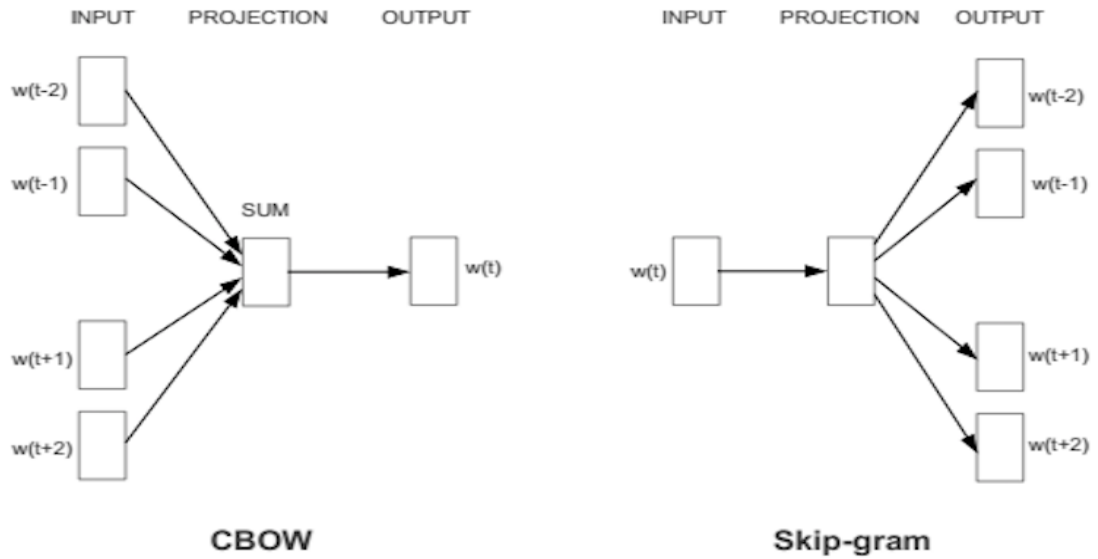 INPUT PROJECTION OUTPUT
w(t-2)
w(t-1)
SUM
w(t)
w(t+1)
w(t+2)
CBOW
INPUT PROJECTION OUTPUT
w(t-2)
w(t-1)
w(t)
w(t+1)
w(t+2)
Skip-gram